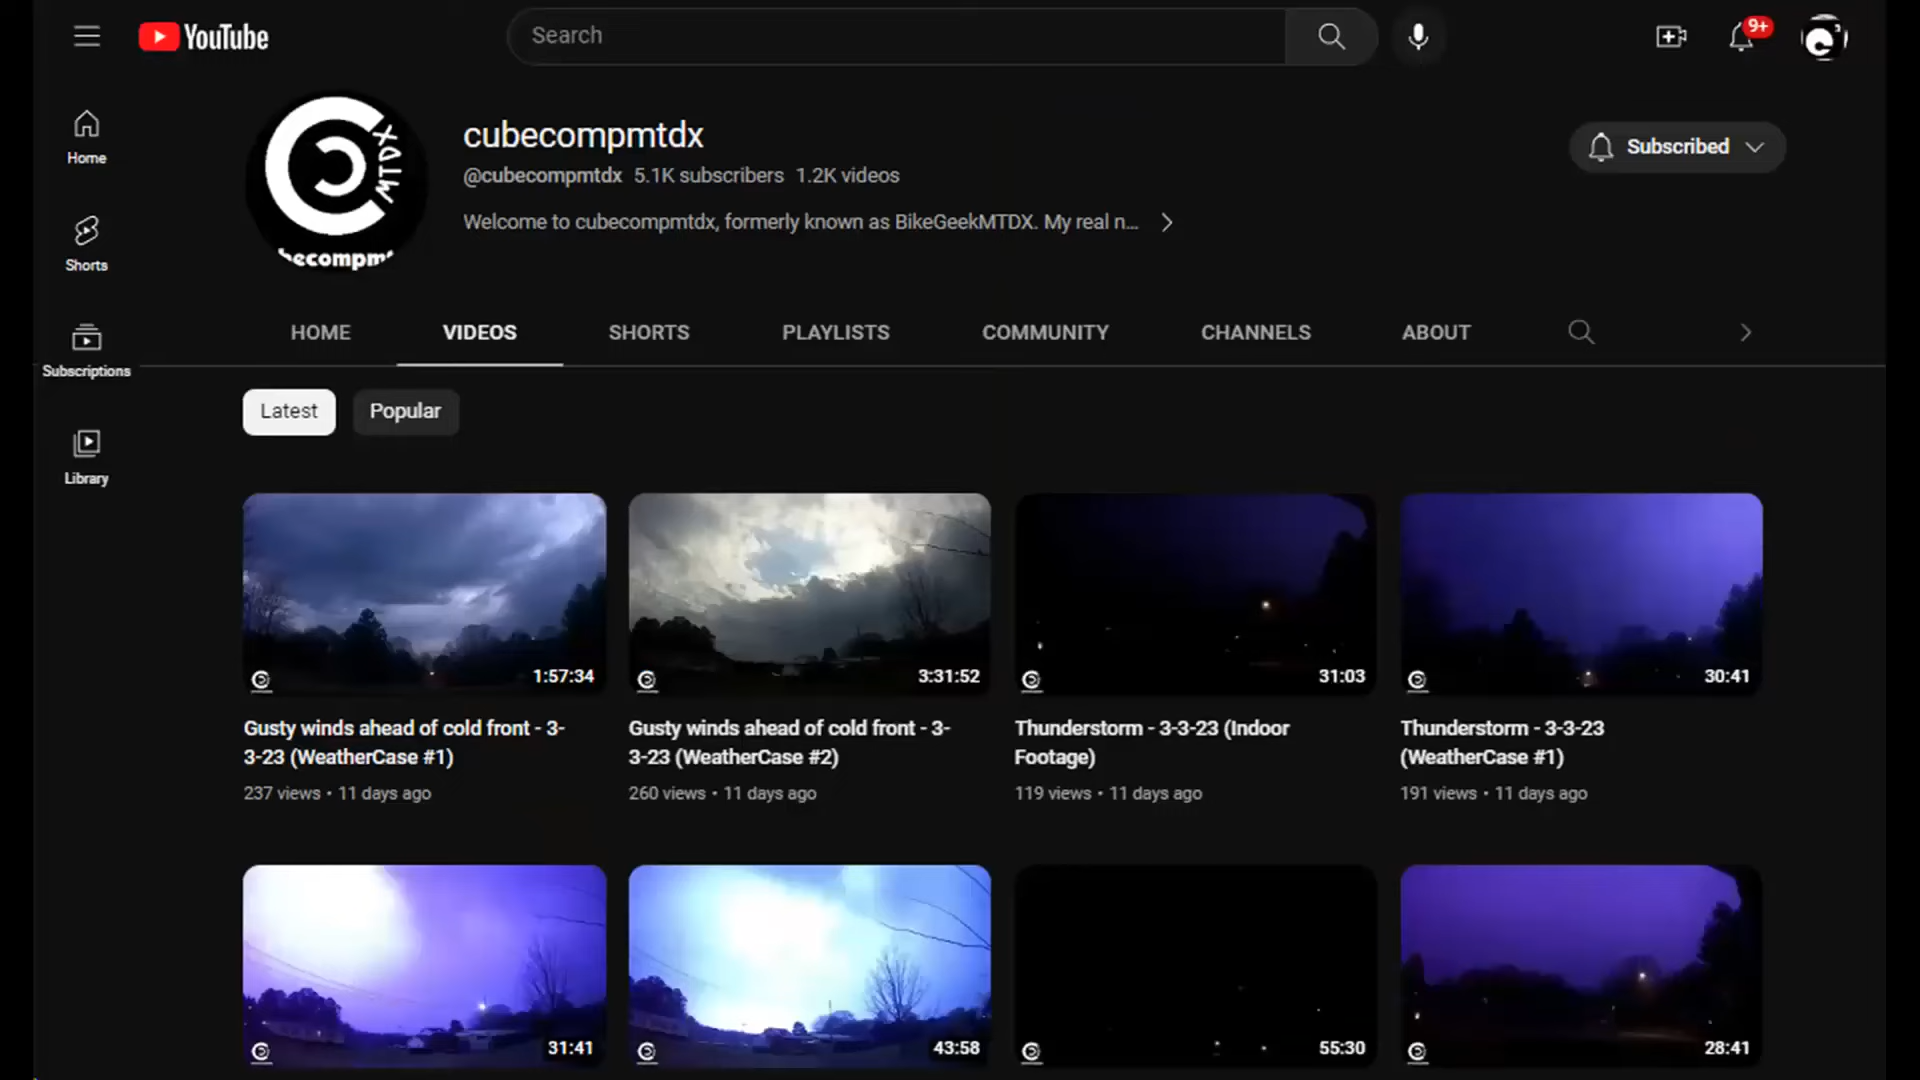 YouTube
Search
9+
Home
Shorts
Subscriptions
Library
MTDX
becompm
cubecompmtdx
@cubecompmtdx 5.1K subscribers 1.2K videos
Welcome to cubecompmtdx, formerly known as BikeGeekMTDX. My real n...
Subscribed
HOME
VIDEOS
SHORTS
PLAYLISTS
COMMUNITY
CHANNELS
ABOUT
Latest
Popular
1:57:34
3:31:52
31:03
30:41
Gusty winds ahead of cold front - 3-
3-23 (WeatherCase #1)
237 views • 11 days ago
Gusty winds ahead of cold front - 3-
3-23 (WeatherCase #2)
260 views • 11 days ago
Thunderstorm - 3-3-23 (Indoor
Footage)
119 views • 11 days ago
Thunderstorm - 3-3-23
(WeatherCase #1)
191 views • 11 days ago
31:41
43:58
55:30
28:41